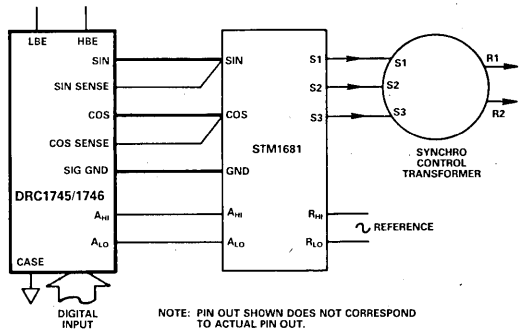 LBE HBE
SIN
SIN SENSE
COS
COS SENSE
SIG GND
DRC1745/1746
AHI
ALO
CASE
DIGITAL
INPUT
SIN
COS
STM1681
GND
AHI
ALO
S1
S2
S3
RHI
RLO
REFERENCE
S1
S2
S3
R1
R2
SYNCHRO
CONTROL
TRANSFORMER
NOTE: PIN OUT SHOWN DOES NOT CORRESPOND
TO ACTUAL PIN OUT.